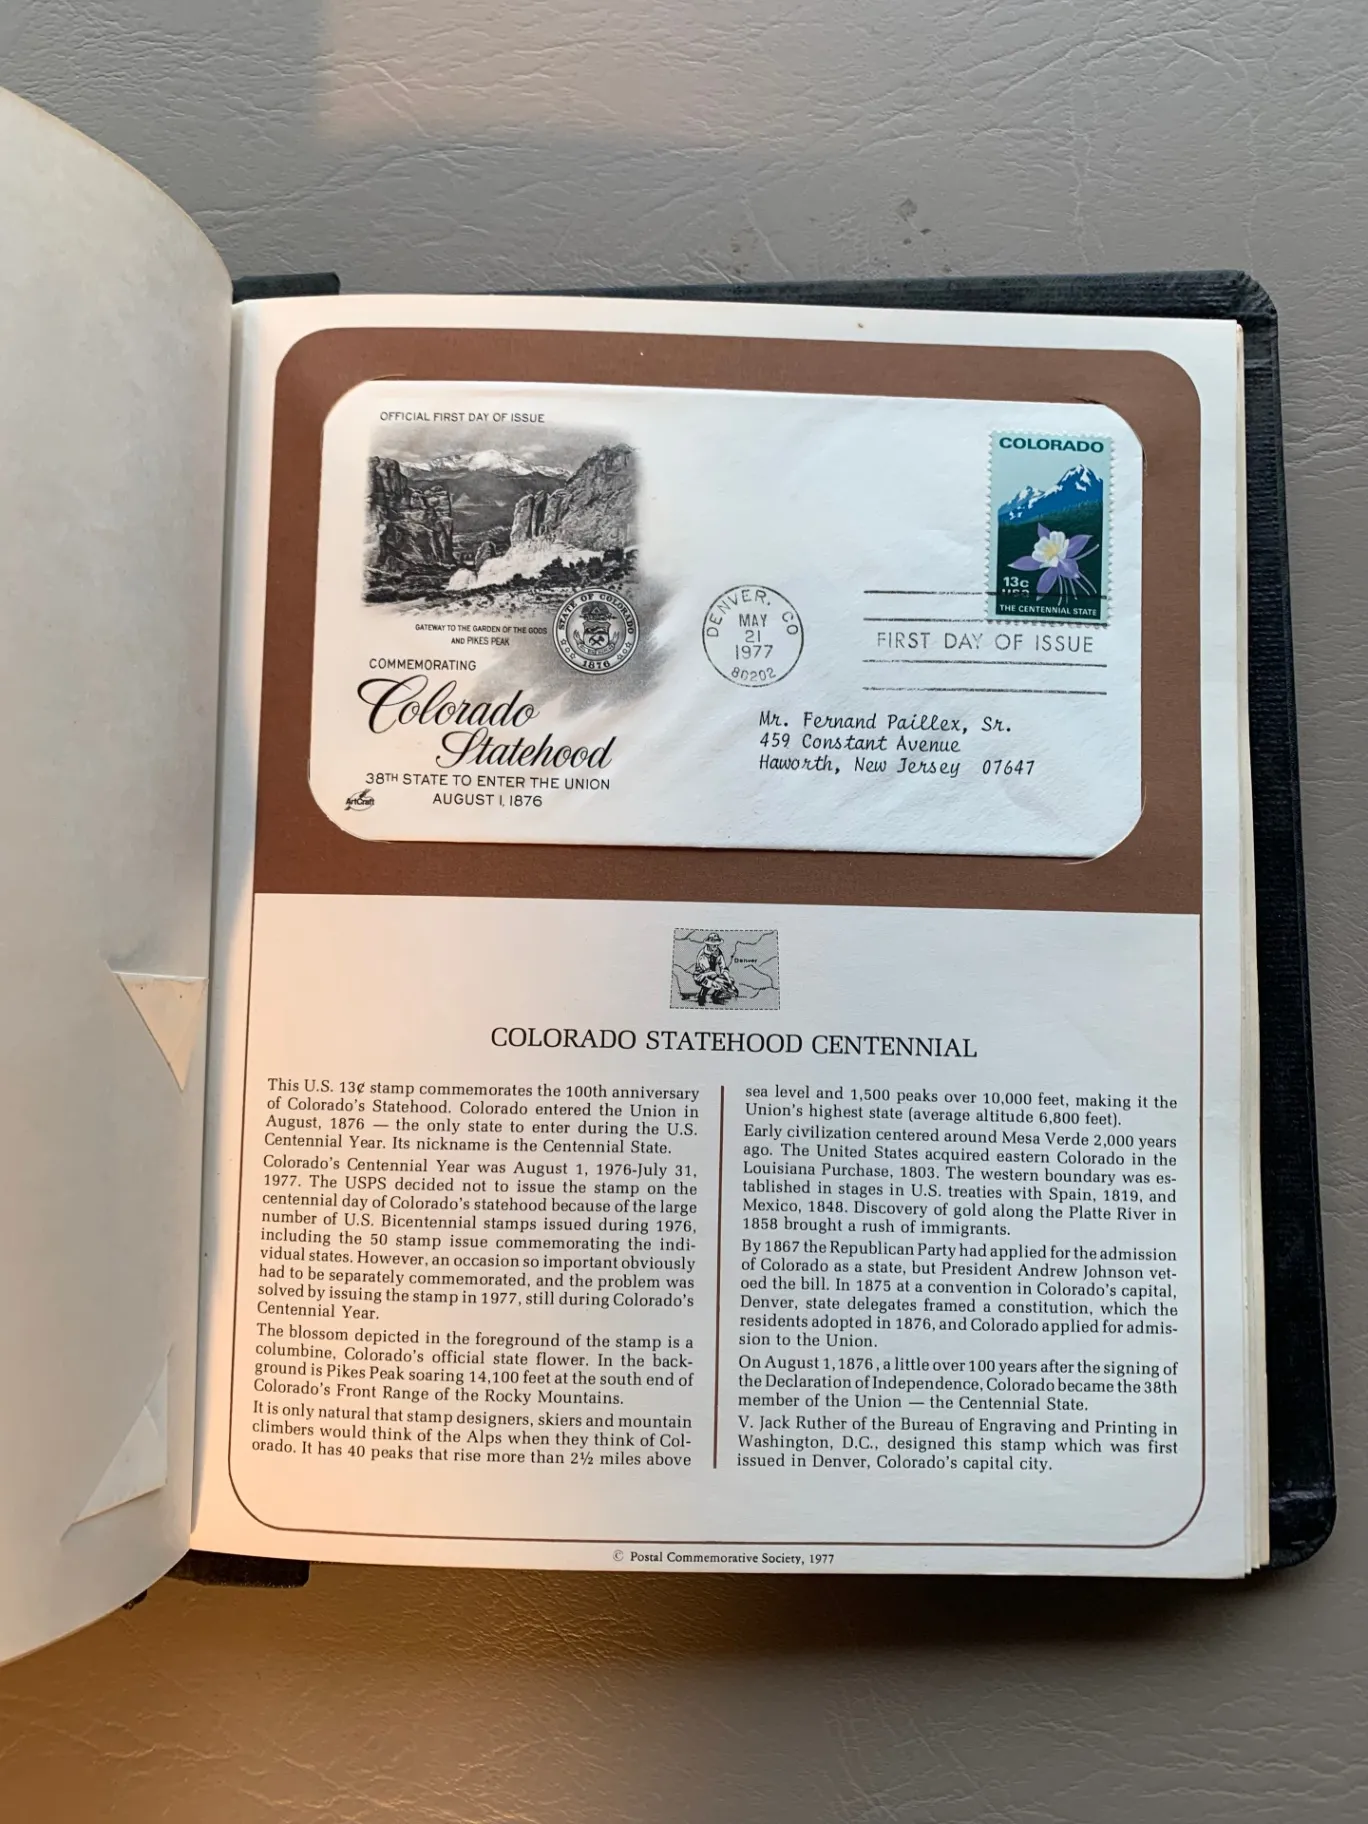 OFFICIAL FIRST DAY OF ISSUE
GATEWAY TO THE GARDEN OF THE GODS
AND PIKES PEAK
STATE OF COLORADO
1876
COMMEMORATING
Colorado
Statehood
38TH STATE TO ENTER THE UNION
AUGUST 1, 1876
ArtCraft
DENVER, CO
MAY
21
1977
80202
COLORADO
13c
USA
THE CENTENNIAL STATE
FIRST DAY OF ISSUE
Mr. Fernand Paillex, Sr.
459 Constant Avenue
Haworth, New Jersey 07647
Denver
COLORADO STATEHOOD CENTENNIAL
This U.S. 13¢ stamp commemorates the 100th anniversary
of Colorado's Statehood. Colorado entered the Union in
August, 1876 — the only state to enter during the U.S.
Centennial Year. Its nickname is the Centennial State.
Colorado's Centennial Year was August 1, 1976-July 31,
1977. The USPS decided not to issue the stamp on the
centennial day of Colorado's statehood because of the large
number of U.S. Bicentennial stamps issued during 1976,
including the 50 stamp issue commemorating the indi-
vidual states. However, an occasion so important obviously
had to be separately commemorated, and the problem was
solved by issuing the stamp in 1977, still during Colorado's
Centennial Year.
The blossom depicted in the foreground of the stamp is a
columbine, Colorado's official state flower. In the back-
ground is Pikes Peak soaring 14,100 feet at the south end of
Colorado's Front Range of the Rocky Mountains.
It is only natural that stamp designers, skiers and mountain
climbers would think of the Alps when they think of Col-
orado. It has 40 peaks that rise more than 2½ miles above
sea level and 1,500 peaks over 10,000 feet, making it the
Union's highest state (average altitude 6,800 feet).
Early civilization centered around Mesa Verde 2,000 years
ago. The United States acquired eastern Colorado in the
Louisiana Purchase, 1803. The western boundary was es-
tablished in stages in U.S. treaties with Spain, 1819, and
Mexico, 1848. Discovery of gold along the Platte River in
1858 brought a rush of immigrants.
By 1867 the Republican Party had applied for the admission
of Colorado as a state, but President Andrew Johnson vet-
oed the bill. In 1875 at a convention in Colorado's capital,
Denver, state delegates framed a constitution, which the
residents adopted in 1876, and Colorado applied for admis-
sion to the Union.
On August 1, 1876, a little over 100 years after the signing of
the Declaration of Independence, Colorado became the 38th
member of the Union — the Centennial State.
V. Jack Ruther of the Bureau of Engraving and Printing in
Washington, D.C., designed this stamp which was first
issued in Denver, Colorado's capital city.
© Postal Commemorative Society, 1977